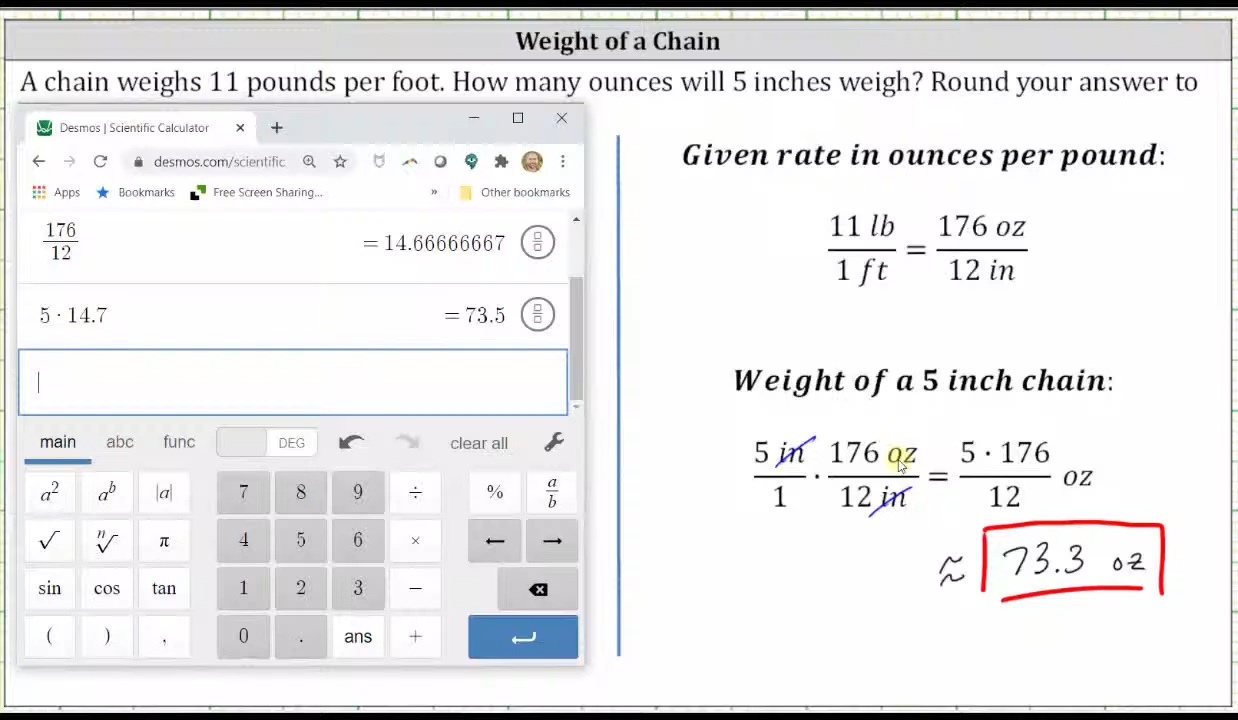 Weight of a Chain
A chain weighs 11 pounds per foot. How many ounces will 5 inches weigh? Round your answer to
Desmos | Scientific Calculator
desmos.com/scientific
Apps Bookmarks Free Screen Sharing... » Other bookmarks
176/12 = 14.66666667
5 · 14.7 = 73.5
main abc func DEG clear all
a² aᵇ |a| 7 8 9 ÷ % a/b
√ ⁿ√ π 4 5 6 × ← →
sin cos tan 1 2 3 −
( ) , 0 . ans +
Given rate in ounces per pound:
11 lb/1 ft = 176 oz/12 in
Weight of a 5 inch chain:
5 in/1 · 176 oz/12 in = 5 · 176/12 oz
≈ 73.3 oz